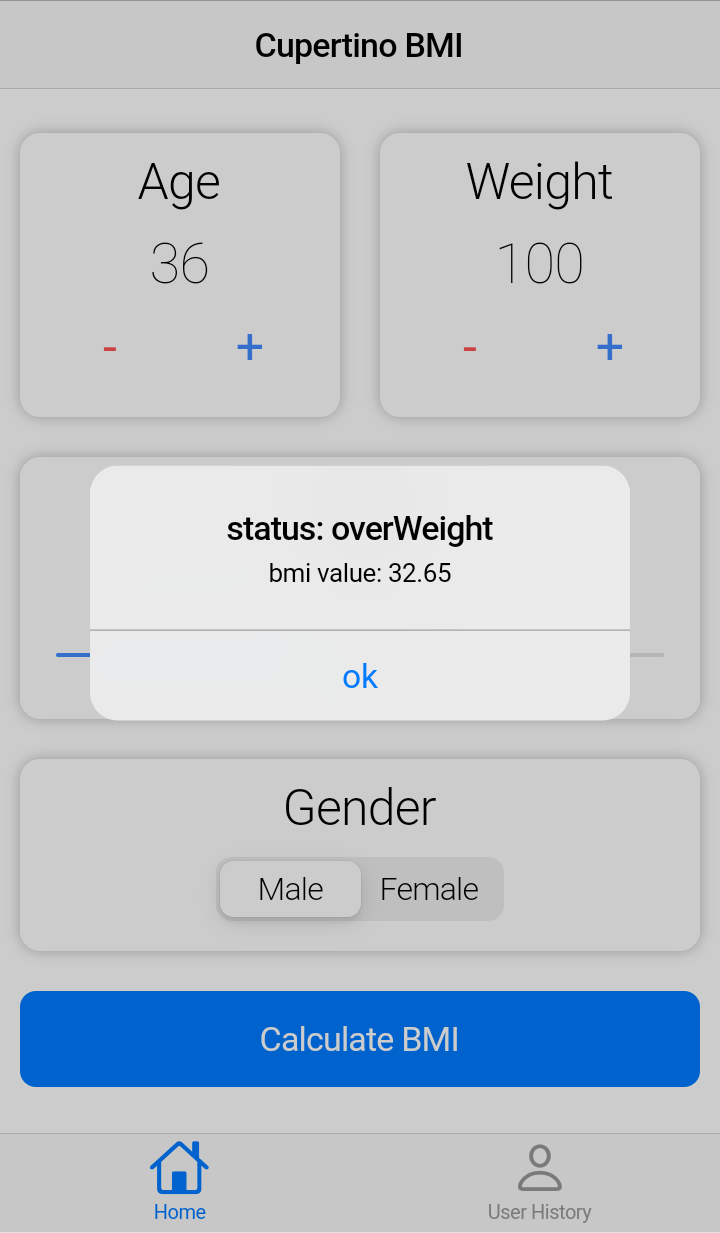 Cupertino BMI
Age
36
- +
Weight
100
- +
status: overWeight
bmi value: 32.65
ok
Gender
Male Female
Calculate BMI
Home
User History